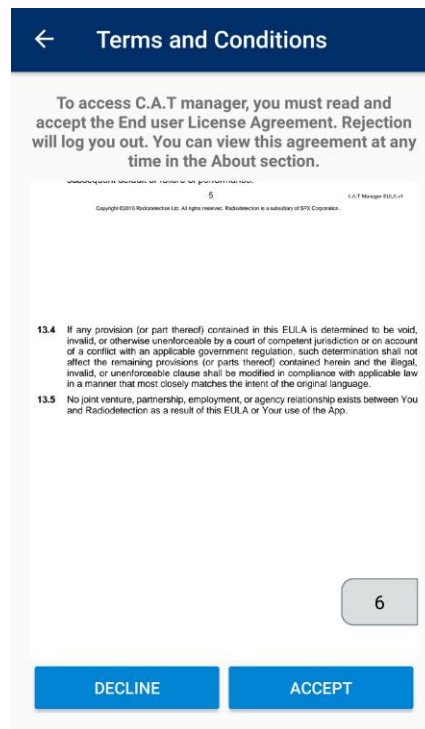 Terms and Conditions
To access C.A.T manager, you must read and
accept the End user License Agreement. Rejection
will log you out. You can view this agreement at any
time in the About section.
subsequent default or failure of performance.
5
C.A.T Manager EULA v1
Copyright ©2015 Radiodetection Ltd. All rights reserved. Radiodetection is a subsidiary of SPX Corporation.
13.4 If any provision (or part thereof) contained in this EULA is determined to be void,
invalid, or otherwise unenforceable by a court of competent jurisdiction or on account
of a conflict with an applicable government regulation, such determination shall not
affect the remaining provisions (or parts thereof) contained herein and the illegal,
invalid, or unenforceable clause shall be modified in compliance with applicable law
in a manner that most closely matches the intent of the original language.
13.5 No joint venture, partnership, employment, or agency relationship exists between You
and Radiodetection as a result of this EULA or Your use of the App.
6
DECLINE
ACCEPT